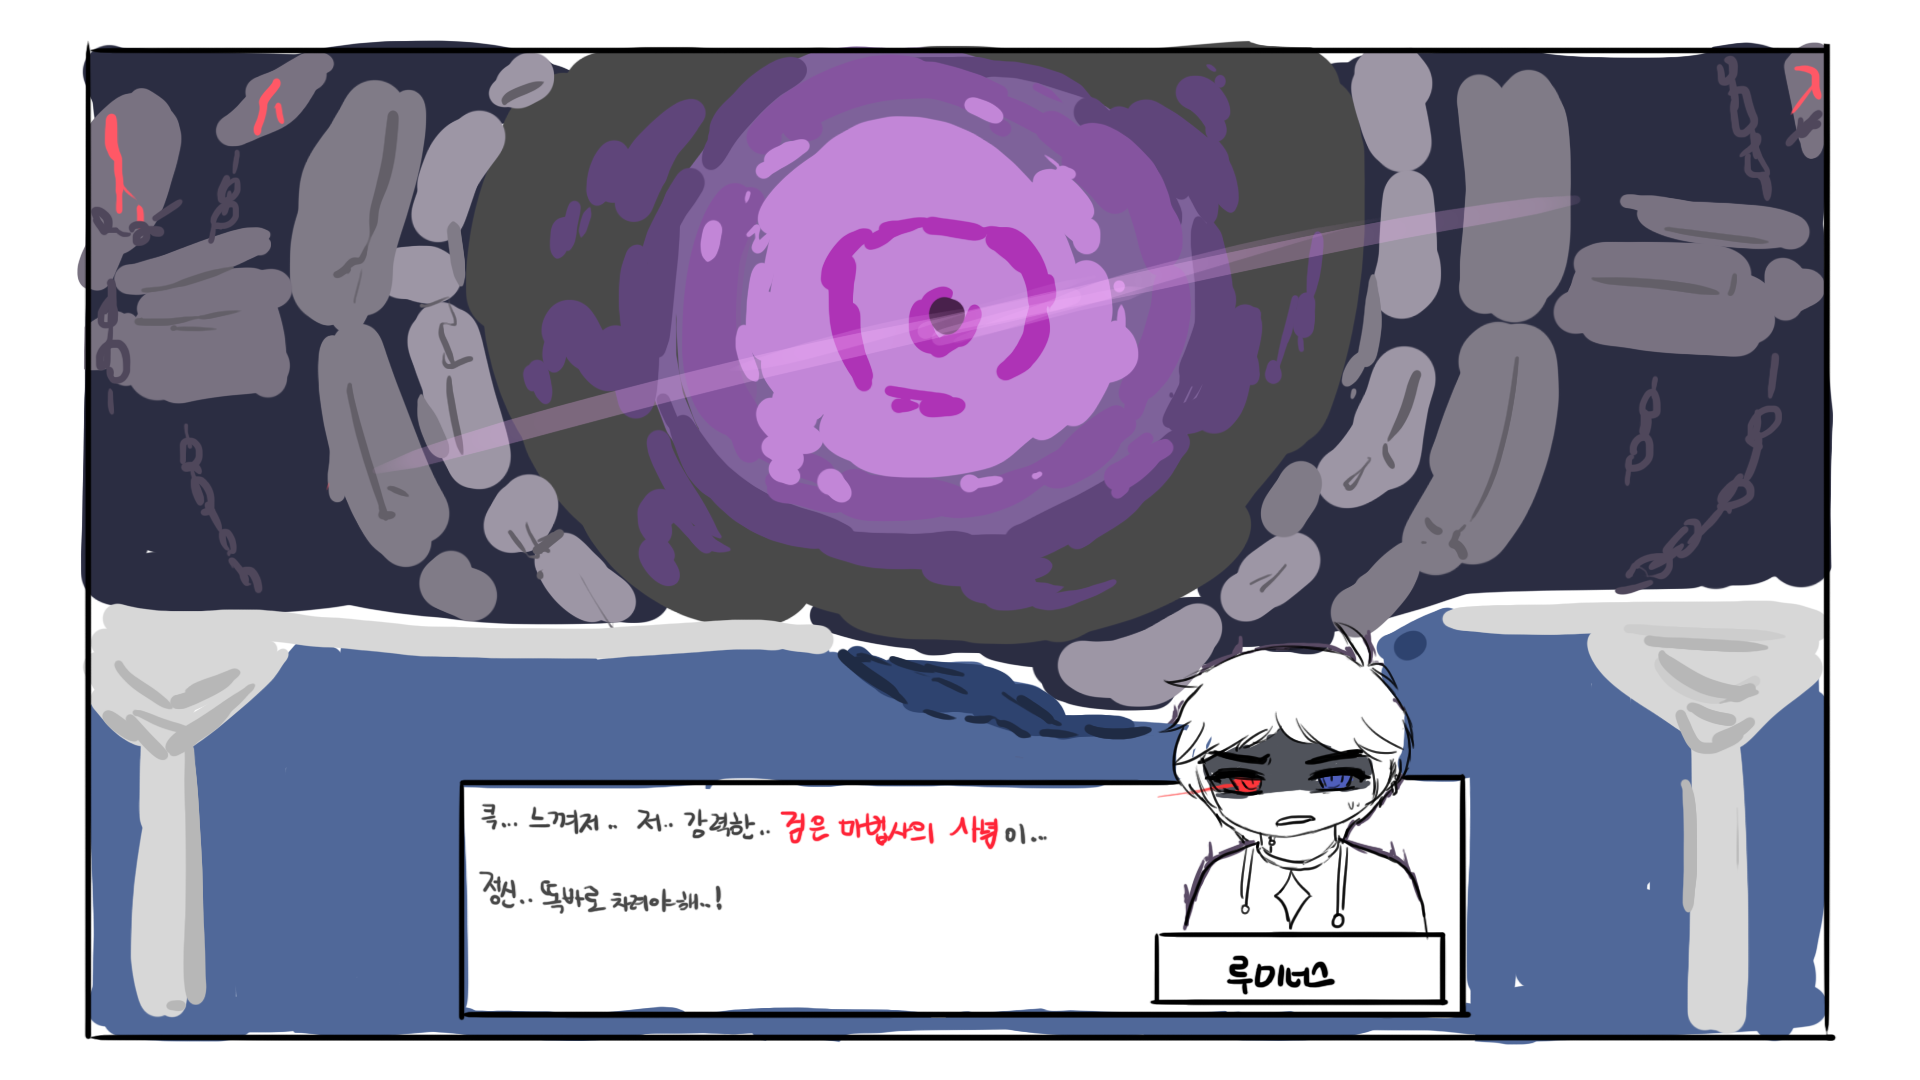 큭... 느껴져.. 저.. 강력한.. 검은 마법사의 사념이...
정신.. 똑바로 차려야해..!
루미너스